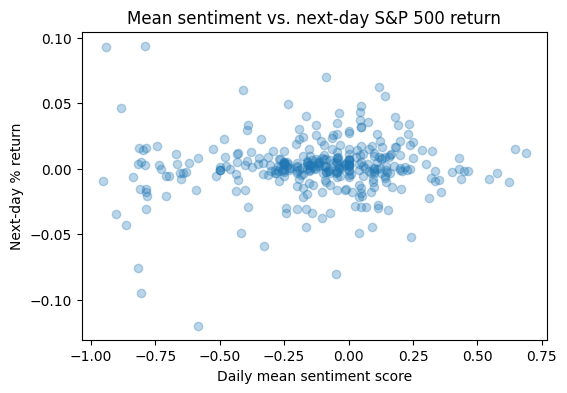 Mean sentiment vs. next-day S&P 500 return
Next-day % return
0.10
0.05
0.00
−0.05
−0.10
−1.00 −0.75 −0.50 −0.25 0.00 0.25 0.50 0.75
Daily mean sentiment score